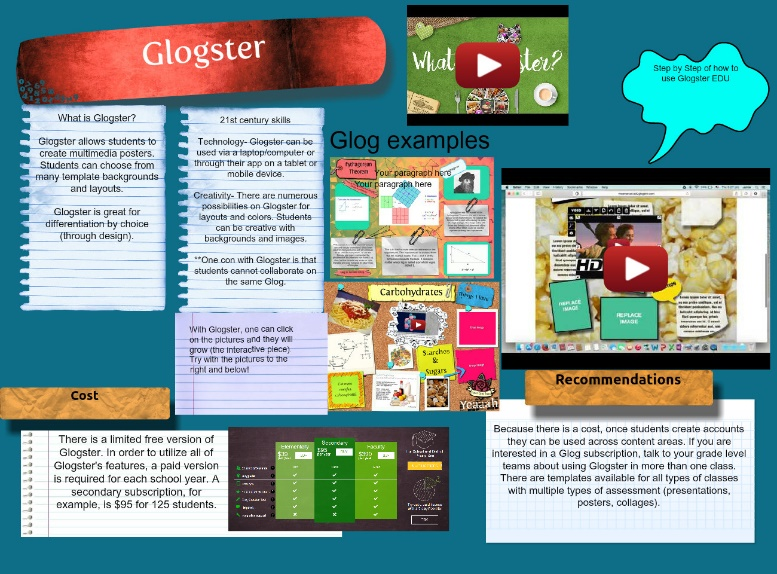 Glogster
What is Glogster?
Glogster allows students to
create multimedia posters.
Students can choose from
many template backgrounds
and layouts.
Glogster is great for
differentiation by choice
(through design).
21st century skills
Technology- Glogster can be
used via a laptop/computer or
through their app on a tablet or
mobile device.
Creativity- There are numerous
possibilities on Glogster for
layouts and colors. Students
can be creative with
backgrounds and images.
**One con with Glogster is that
students cannot collaborate on
the same Glog.
What
ster?
Step by Step of how to
use Glogster EDU
Glog examples
Pythagorean
Theorem
Your paragraph here
Your paragraph here
Carbohydrates
Starches
&
Sugars
Yeaaah
HD
REPLACE
IMAGE
REPLACE
IMAGE
With Glogster, one can click
on the pictures and they will
grow (the interactive piece)
Try with the pictures to the
right and below!
Cost
There is a limited free version of
Glogster. In order to utilize all of
Glogster's features, a paid version
is required for each school year. A
secondary subscription, for
example, is $95 for 125 students.
Elementary
$39
Secondary
$95
Faculty
Recommendations
Because there is a cost, once students create accounts
they can be used across content areas. If you are
interested in a Glog subscription, talk to your grade level
teams about using Glogster in more than one class.
There are templates available for all types of classes
with multiple types of assessment (presentations,
posters, collages).